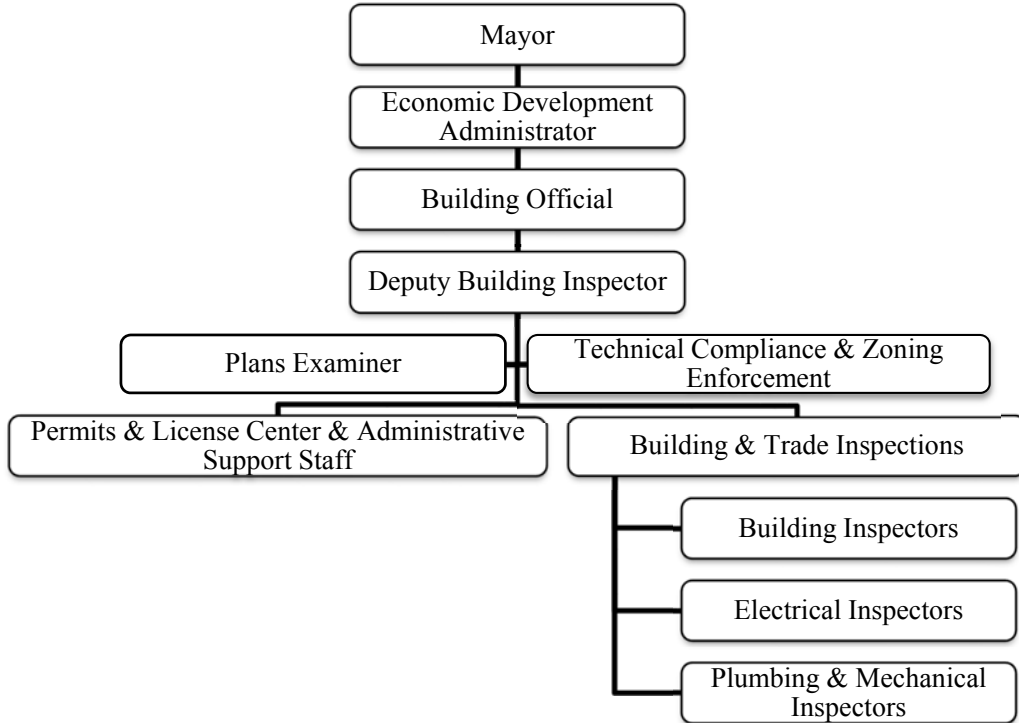 Mayor
Economic Development
Administrator
Building Official
Deputy Building Inspector
Plans Examiner
Technical Compliance & Zoning
Enforcement
Permits & License Center & Administrative
Support Staff
Building & Trade Inspections
Building Inspectors
Electrical Inspectors
Plumbing & Mechanical
Inspectors